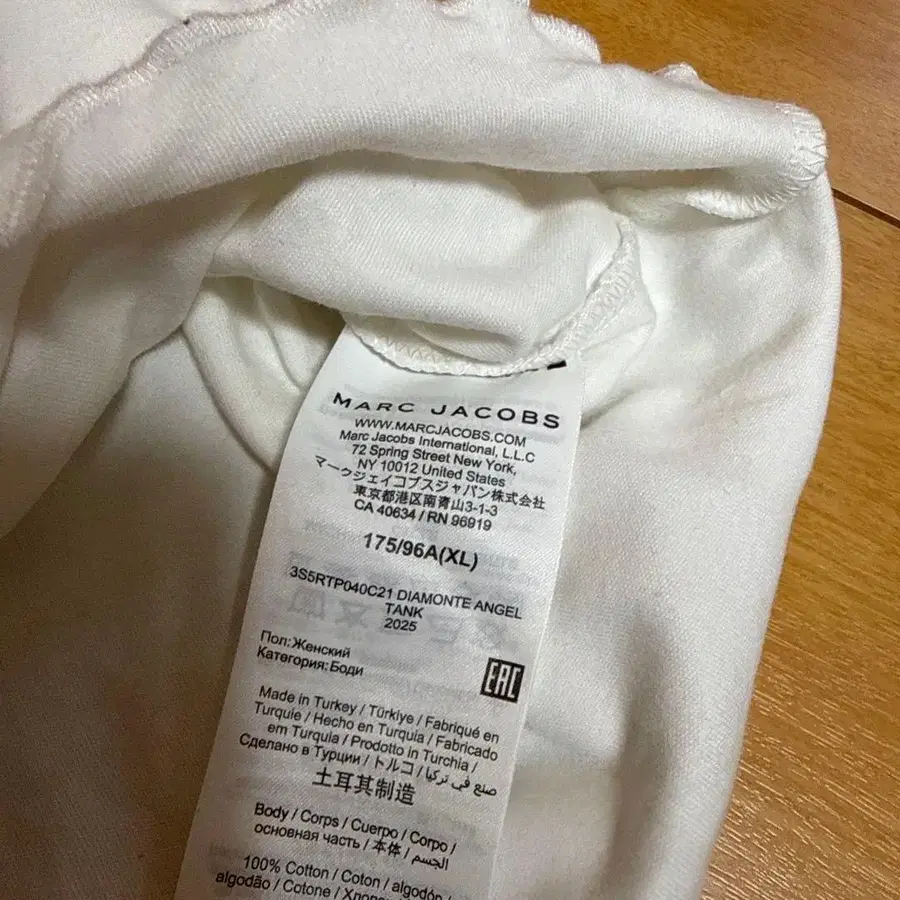 MARC JACOBS
WWW.MARCJACOBS.COM
Marc Jacobs International, L.L.C
72 Spring Street New York,
NY 10012 United States
マークジェイコブスジャパン株式会社
東京都港区南青山3-1-3
CA 40634 / RN 96919
175/96A(XL)
3S5RTP040C21 DIAMONTE ANGEL
TANK
2025
Пол:Женский
Категория:Боди
EAC
Made in Turkey / Türkiye / Fabriqué en
Turquie / Hecho en Turquia / Fabricado
em Turquia / Prodotto in Turchia /
Сделано в Турции / トルコ / صنع في تركيا
土耳其制造
Body / Corps / Cuerpo / Corpo /
основная часть / 本体 / الجسم
100% Cotton / Coton / algodón /
algodão / Cotone / Хлопок